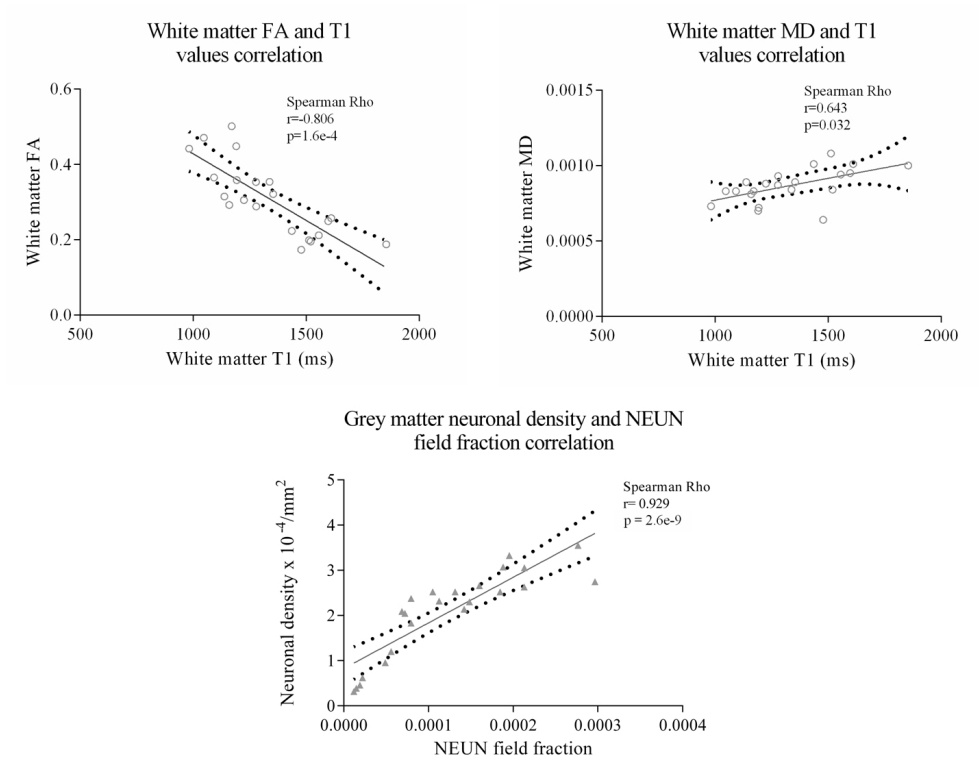 White matter FA and T1
values correlation
Spearman Rho
r=-0.806
p=1.6e-4
White matter FA
0.6
0.4
0.2
0.0
500 1000 1500 2000
White matter T1 (ms)
White matter MD and T1
values correlation
Spearman Rho
r=0.643
p=0.032
White matter MD
0.0015
0.0010
0.0005
0.0000
500 1000 1500 2000
White matter T1 (ms)
Grey matter neuronal density and NEUN
field fraction correlation
Spearman Rho
r= 0.929
p = 2.6e-9
Neuronal density x 10⁻⁴/mm²
5
4
3
2
1
0
0.0000 0.0001 0.0002 0.0003 0.0004
NEUN field fraction